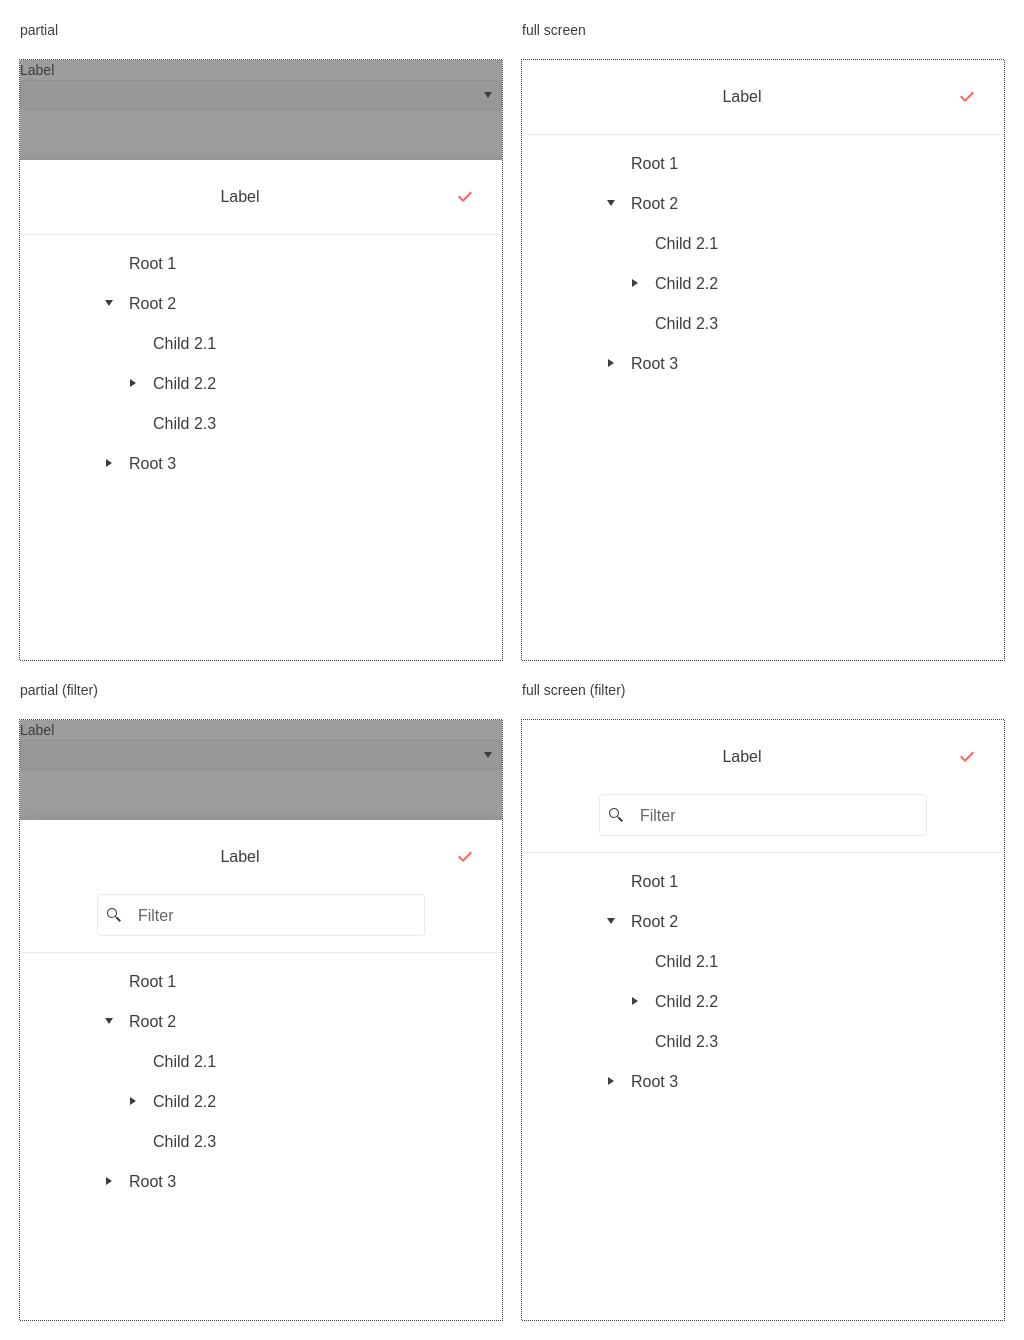 partial
Label
Label
Root 1
Root 2
Child 2.1
Child 2.2
Child 2.3
Root 3
full screen
Label
Root 1
Root 2
Child 2.1
Child 2.2
Child 2.3
Root 3
partial (filter)
Label
Label
Filter
Root 1
Root 2
Child 2.1
Child 2.2
Child 2.3
Root 3
full screen (filter)
Label
Filter
Root 1
Root 2
Child 2.1
Child 2.2
Child 2.3
Root 3